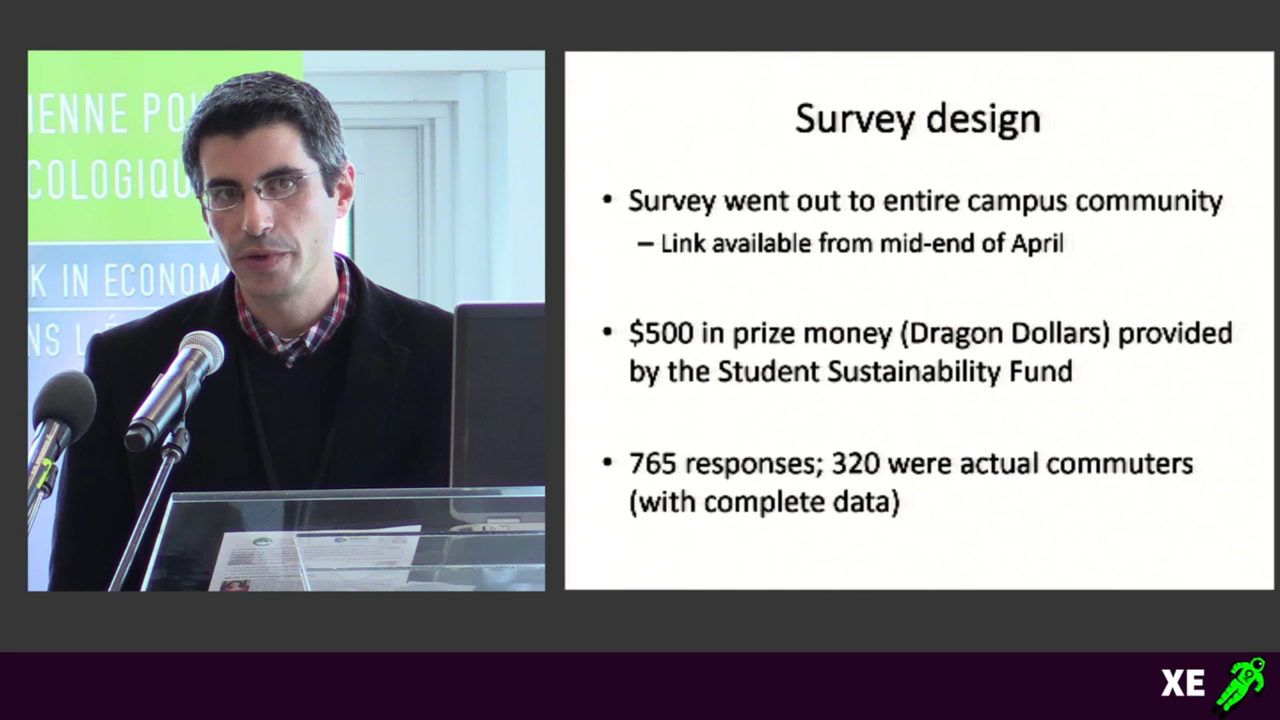 IENNE POU
COLOGIQU
K IN ECONOM
NS L'É
Survey design
• Survey went out to entire campus community
– Link available from mid-end of April
• $500 in prize money (Dragon Dollars) provided
by the Student Sustainability Fund
• 765 responses; 320 were actual commuters
(with complete data)
XE